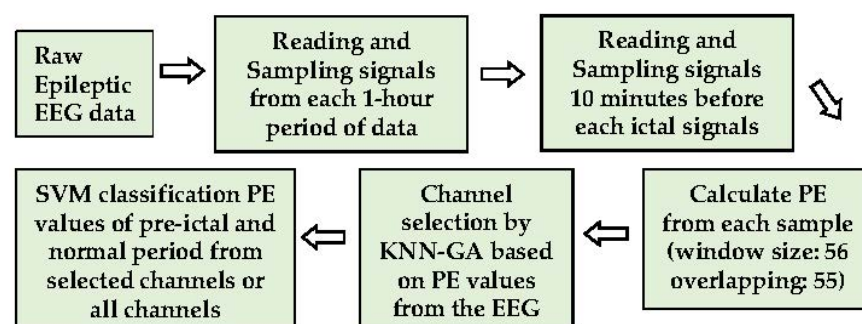 Raw
Epileptic
EEG data
Reading and
Sampling signals
from each 1-hour
period of data
Reading and
Sampling signals
10 minutes before
each ictal signals
Calculate PE
from each sample
(window size: 56
overlapping: 55)
Channel
selection by
KNN-GA based
on PE values
from the EEG
SVM classification PE
values of pre-ictal and
normal period from
selected channels or
all channels